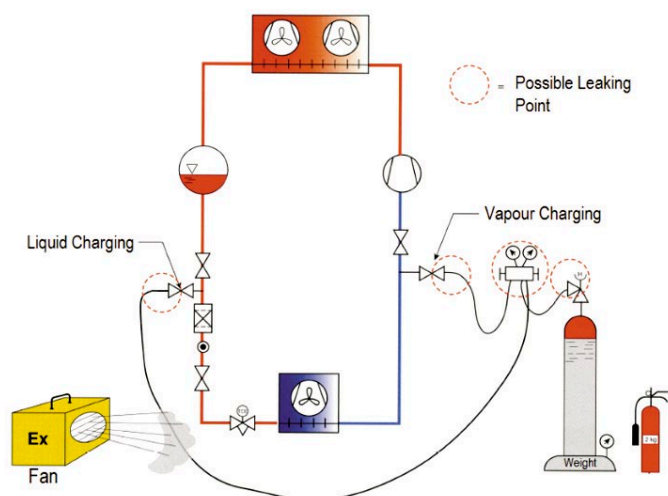 = Possible Leaking
Point
Vapour Charging
Liquid Charging
Ex
Fan
Weight
2 kg